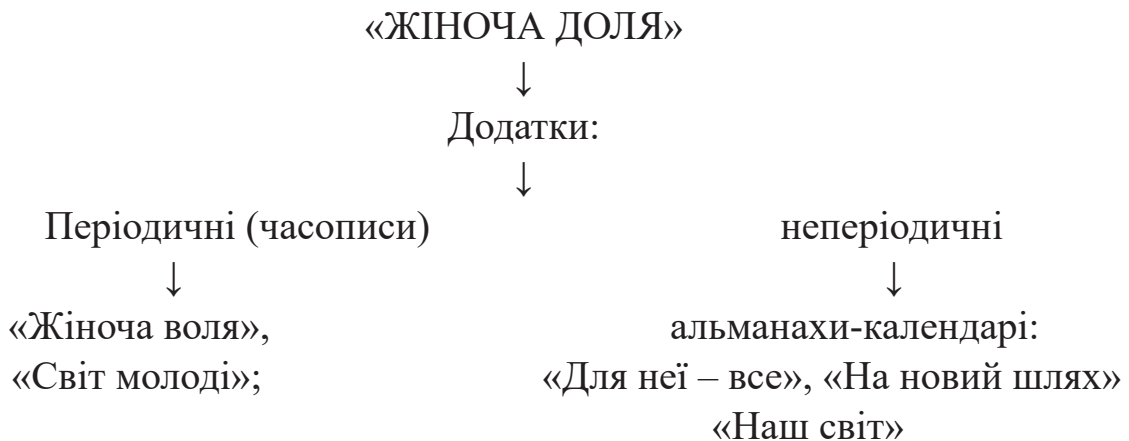 «ЖІНОЧА ДОЛЯ»
↓
Додатки:
↓
Періодичні (часописи) неперіодичні
↓ ↓
«Жіноча воля», альманахи-календарі:
«Світ молоді»; «Для неї – все», «На новий шлях»
«Наш світ»